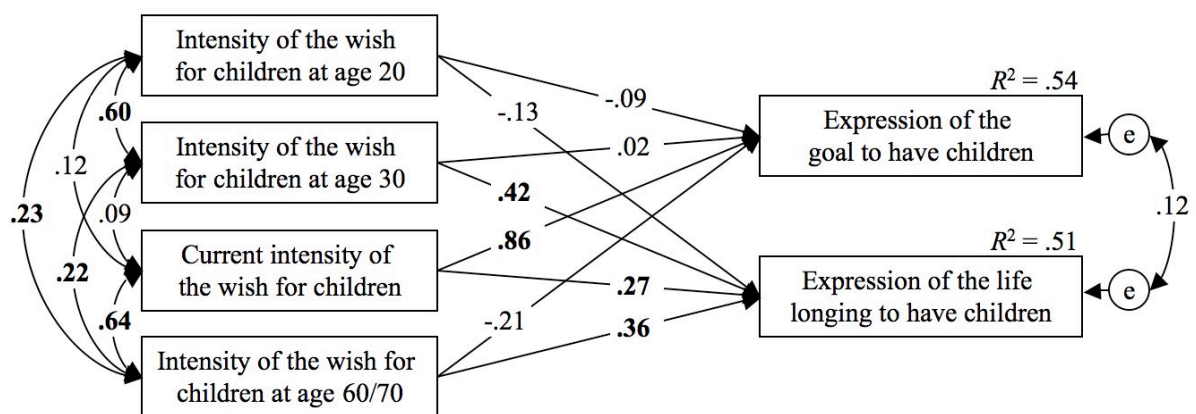 Intensity of the wish
for children at age 20
Intensity of the wish
for children at age 30
Current intensity of
the wish for children
Intensity of the wish for
children at age 60/70
.60
.12
.23
.09
.22
.64
-.09
-.13
.02
.42
.86
.27
-.21
.36
R² = .54
Expression of the
goal to have children
e
.12
R² = .51
Expression of the life
longing to have children
e